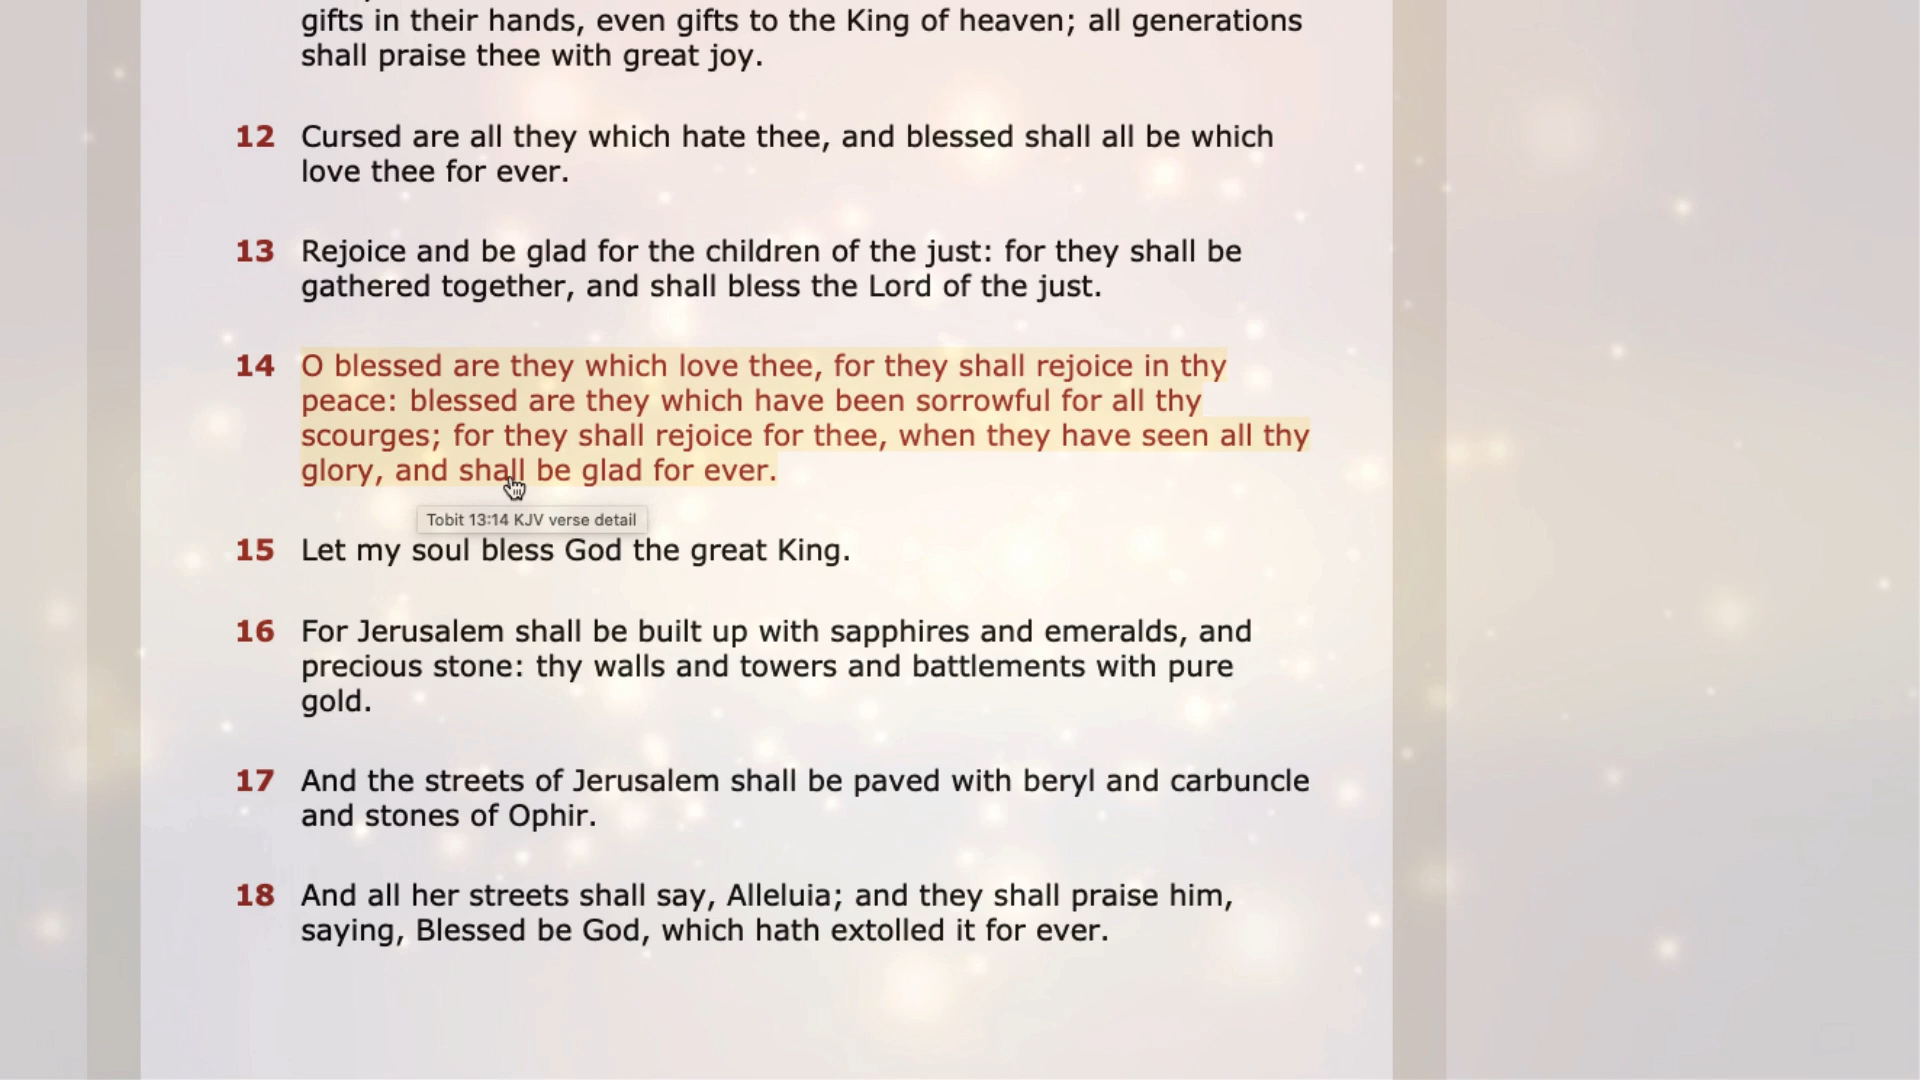 gifts in their hands, even gifts to the King of heaven; all generations
shall praise thee with great joy.
12 Cursed are all they which hate thee, and blessed shall all be which
love thee for ever.
13 Rejoice and be glad for the children of the just: for they shall be
gathered together, and shall bless the Lord of the just.
14 O blessed are they which love thee, for they shall rejoice in thy
peace: blessed are they which have been sorrowful for all thy
scourges; for they shall rejoice for thee, when they have seen all thy
glory, and shall be glad for ever.
Tobit 13:14 KJV verse detail
15 Let my soul bless God the great King.
16 For Jerusalem shall be built up with sapphires and emeralds, and
precious stone: thy walls and towers and battlements with pure
gold.
17 And the streets of Jerusalem shall be paved with beryl and carbuncle
and stones of Ophir.
18 And all her streets shall say, Alleluia; and they shall praise him,
saying, Blessed be God, which hath extolled it for ever.